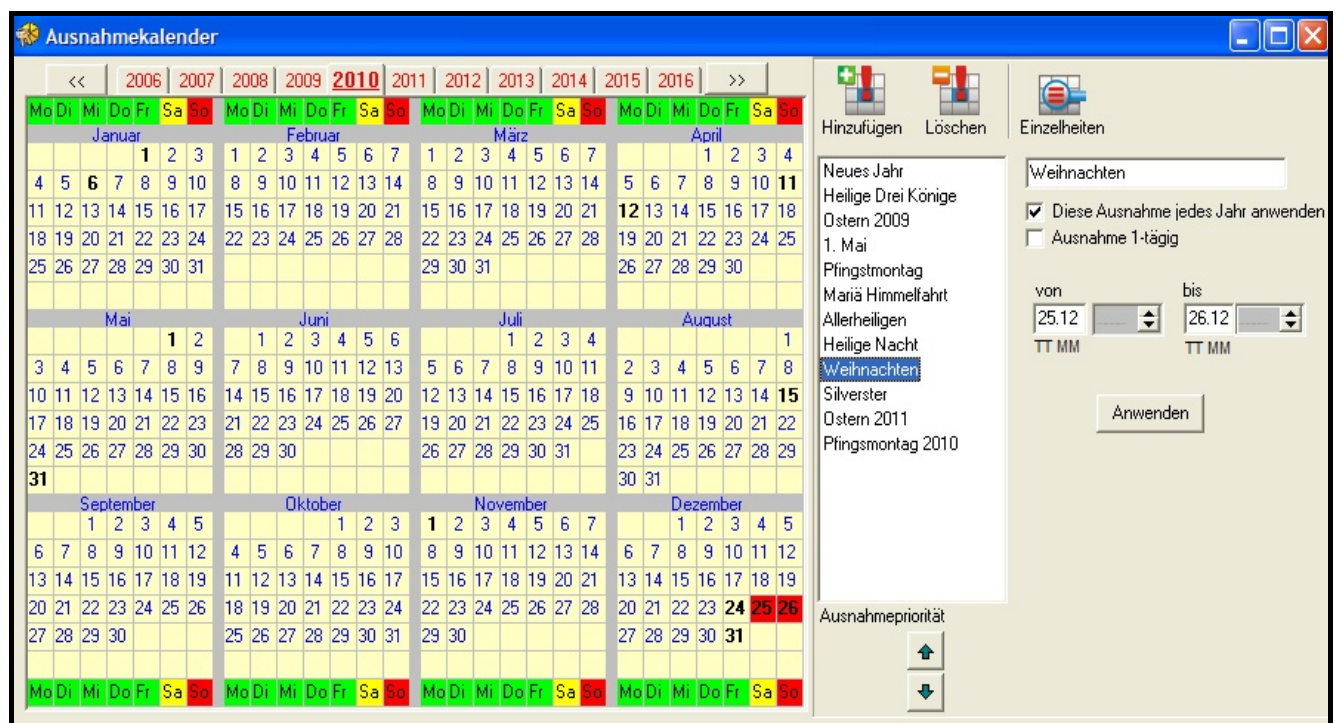 Ausnahmekalender
<< 2006 2007 2008 2009 2010 2011 2012 2013 2014 2015 2016 >>
Mo Di Mi Do Fr Sa So Mo Di Mi Do Fr Sa So Mo Di Mi Do Fr Sa So Mo Di Mi Do Fr Sa So
Januar Februar März April
1 2 3 1 2 3 4 5 6 7 1 2 3 4 5 6 7 1 2 3 4
4 5 6 7 8 9 10 8 9 10 11 12 13 14 8 9 10 11 12 13 14 5 6 7 8 9 10 11
11 12 13 14 15 16 17 15 16 17 18 19 20 21 15 16 17 18 19 20 21 12 13 14 15 16 17 18
18 19 20 21 22 23 24 22 23 24 25 26 27 28 22 23 24 25 26 27 28 19 20 21 22 23 24 25
25 26 27 28 29 30 31 29 30 31 26 27 28 29 30
Mai Juni Juli August
1 2 1 2 3 4 5 6 1 2 3 4 1
3 4 5 6 7 8 9 7 8 9 10 11 12 13 5 6 7 8 9 10 11 2 3 4 5 6 7 8
10 11 12 13 14 15 16 14 15 16 17 18 19 20 12 13 14 15 16 17 18 9 10 11 12 13 14 15
17 18 19 20 21 22 23 21 22 23 24 25 26 27 19 20 21 22 23 24 25 16 17 18 19 20 21 22
24 25 26 27 28 29 30 28 29 30 26 27 28 29 30 31 23 24 25 26 27 28 29
31 30 31
September Oktober November Dezember
1 2 3 4 5 1 2 3 1 2 3 4 5 6 7 1 2 3 4 5
6 7 8 9 10 11 12 4 5 6 7 8 9 10 8 9 10 11 12 13 14 6 7 8 9 10 11 12
13 14 15 16 17 18 19 11 12 13 14 15 16 17 15 16 17 18 19 20 21 13 14 15 16 17 18 19
20 21 22 23 24 25 26 18 19 20 21 22 23 24 22 23 24 25 26 27 28 20 21 22 23 24 25 26
27 28 29 30 25 26 27 28 29 30 31 29 30 27 28 29 30 31
Mo Di Mi Do Fr Sa So Mo Di Mi Do Fr Sa So Mo Di Mi Do Fr Sa So Mo Di Mi Do Fr Sa So
Hinzufügen Löschen Einzelheiten
Neues Jahr
Heilige Drei Könige
Ostern 2009
1. Mai
Pfingstmontag
Mariä Himmelfahrt
Allerheiligen
Heilige Nacht
Weihnachten
Silverster
Ostern 2011
Pfingsmontag 2010
Ausnahmepriorität
Weihnachten
Diese Ausnahme jedes Jahr anwenden
Ausnahme 1-tägig
von bis
25.12 26.12
TT MM TT MM
Anwenden